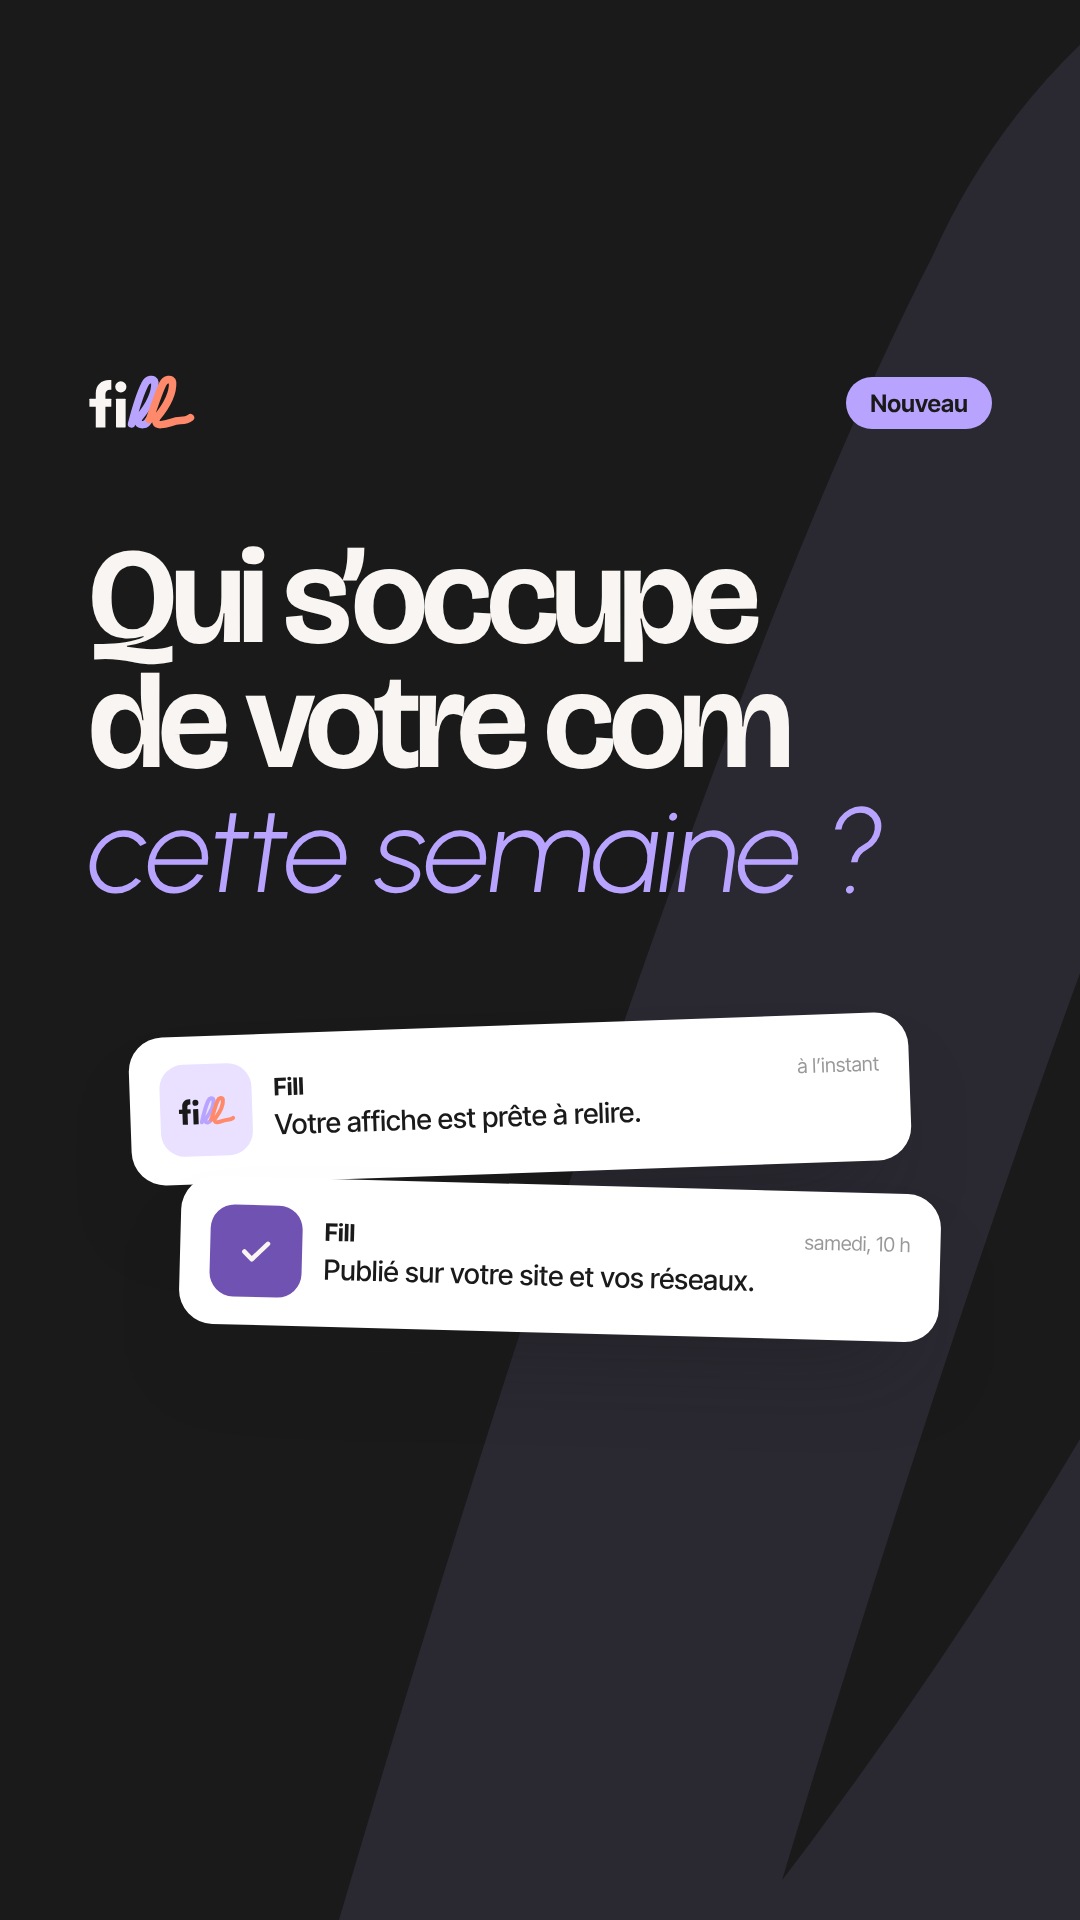 fill
Nouveau
Qui s’occupe
de votre com
cette semaine ?
fill
Fill
à l’instant
Votre affiche est prête à relire.
Fill
samedi, 10 h
Publié sur votre site et vos réseaux.